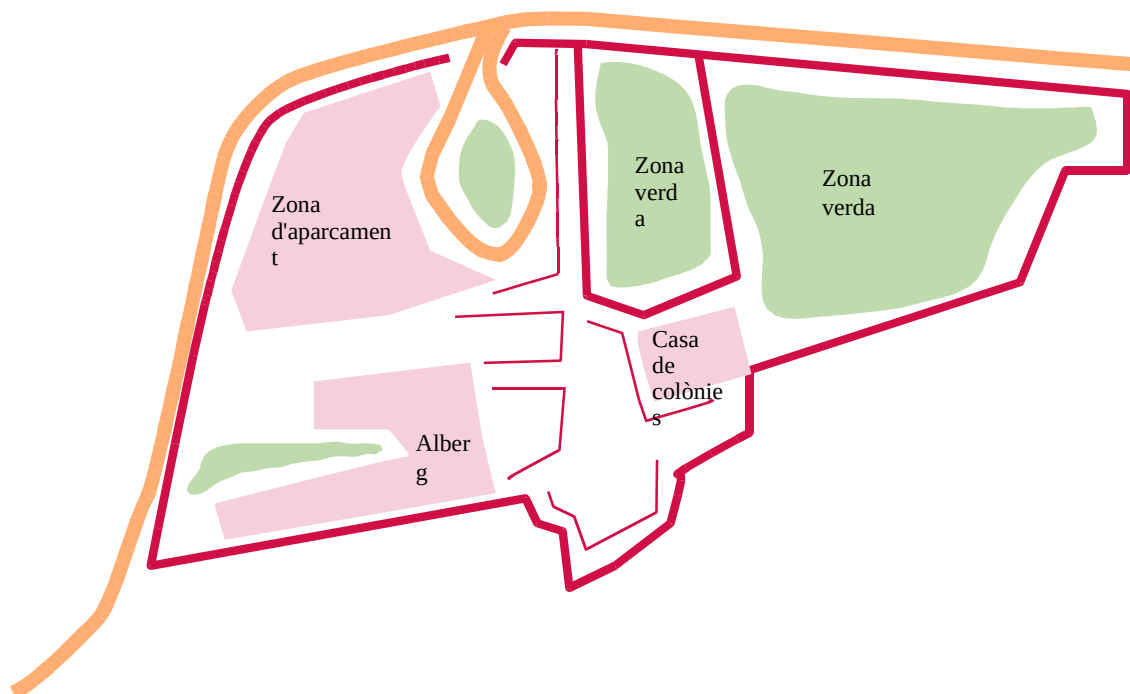 Zona
d'aparcamen
t
Zona
verd
a
Zona
verda
Casa
de
colònie
s
Alber
g